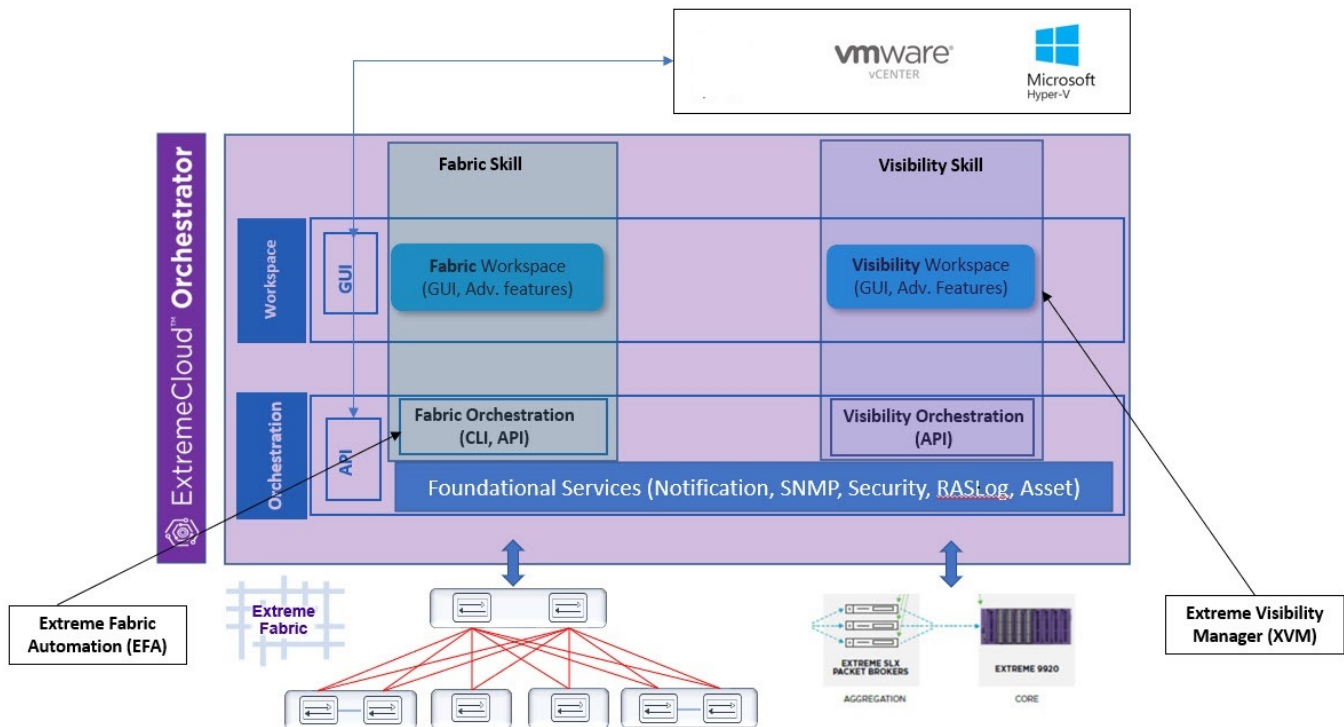 vmware®
vCENTER
Microsoft
Hyper-V
ExtremeCloud™ Orchestrator
Fabric Skill
Visibility Skill
Workspace
GUI
Fabric Workspace
(GUI, Adv. features)
Visibility Workspace
(GUI, Adv. Features)
Orchestration
API
Fabric Orchestration
(CLI, API)
Visibility Orchestration
(API)
Foundational Services (Notification, SNMP, Security, RASLog, Asset)
Extreme Fabric
Automation (EFA)
Extreme
Fabric
EXTREME SLX
PACKET BROKERS
AGGREGATION
EXTREME 9920
CORE
Extreme Visibility
Manager (XVM)